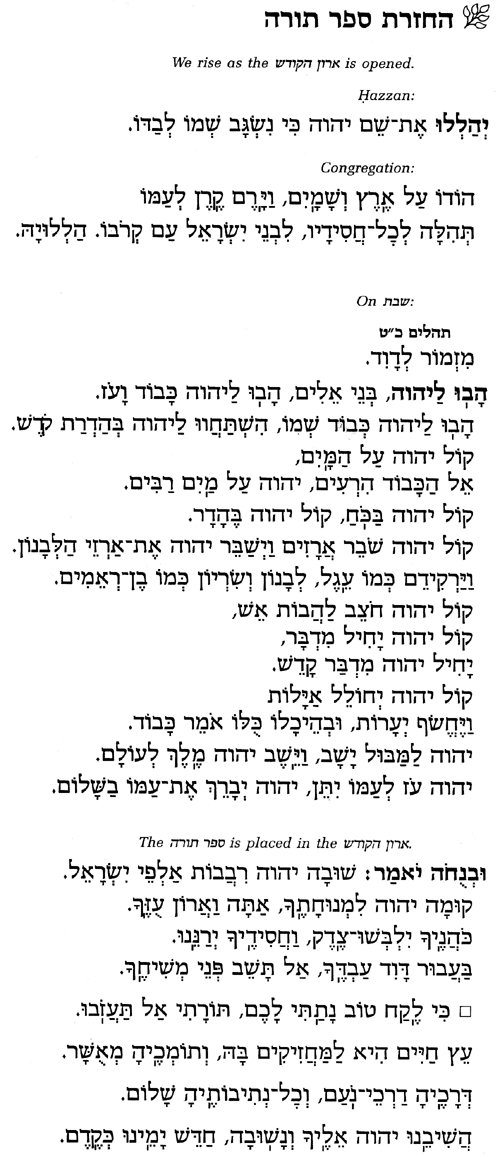 החזרת ספר תורה
We rise as the ארון הקודש is opened.
Ḥazzan:
יְהַלְלוּ אֶת־שֵׁם יהוה כִּי נִשְׂגָּב שְׁמוֹ לְבַדּוֹ.
Congregation:
הוֹדוֹ עַל אֶֽרֶץ וְשָׁמָֽיִם, וַיָּֽרֶם קֶֽרֶן לְעַמּוֹ
תְּהִלָּה לְכָל־חֲסִידָיו, לִבְנֵי יִשְׂרָאֵל עַם קְרֹבוֹ. הַלְלוּיָהּ.
On שבת:
תהלים כ״ט
מִזְמוֹר לְדָוִד.
הָבוּ לַיהוה, בְּנֵי אֵלִים, הָבוּ לַיהוה כָּבוֹד וָעֹז.
הָבוּ לַיהוה כְּבוֹד שְׁמוֹ, הִשְׁתַּחֲווּ לַיהוה בְּהַדְרַת קֹֽדֶשׁ.
קוֹל יהוה עַל הַמָּֽיִם,
אֵל הַכָּבוֹד הִרְעִים, יהוה עַל מַֽיִם רַבִּים.
קוֹל יהוה בַּכֹּֽחַ, קוֹל יהוה בֶּהָדָר.
קוֹל יהוה שֹׁבֵר אֲרָזִים וַיְשַׁבֵּר יהוה אֶת־אַרְזֵי הַלְּבָנוֹן.
וַיַּרְקִידֵם כְּמוֹ עֵֽגֶל, לְבָנוֹן וְשִׂרְיוֹן כְּמוֹ בֶן־רְאֵמִים.
קוֹל יהוה חֹצֵב לַהֲבוֹת אֵשׁ,
קוֹל יהוה יָחִיל מִדְבָּר,
יָחִיל יהוה מִדְבַּר קָדֵשׁ.
קוֹל יהוה יְחוֹלֵל אַיָּלוֹת
וַיֶּחֱשֹׂף יְעָרוֹת, וּבְהֵיכָלוֹ כֻּלּוֹ אֹמֵר כָּבוֹד.
יהוה לַמַּבּוּל יָשָׁב, וַיֵּֽשֶׁב יהוה מֶֽלֶךְ לְעוֹלָם.
יהוה עֹז לְעַמּוֹ יִתֵּן, יהוה יְבָרֵךְ אֶת־עַמּוֹ בַשָּׁלוֹם.
The ספר תורה is placed in the ארון הקודש.
וּבְנֻחֹה יֹאמַר: שׁוּבָה יהוה רִבְבוֹת אַלְפֵי יִשְׂרָאֵל.
קוּמָה יהוה לִמְנוּחָתֶֽךָ, אַתָּה וַאֲרוֹן עֻזֶּֽךָ.
כֹּהֲנֶֽיךָ יִלְבְּשׁוּ־צֶֽדֶק, וַחֲסִידֶֽיךָ יְרַנֵּֽנוּ.
בַּעֲבוּר דָּוִד עַבְדֶּֽךָ, אַל תָּשֵׁב פְּנֵי מְשִׁיחֶֽךָ.
□ כִּי לֶֽקַח טוֹב נָתַֽתִּי לָכֶם, תּוֹרָתִי אַל תַּעֲזֹֽבוּ.
עֵץ חַיִּים הִיא לַמַּחֲזִיקִים בָּהּ, וְתוֹמְכֶֽיהָ מְאֻשָּׁר.
דְּרָכֶֽיהָ דַרְכֵי־נֹֽעַם, וְכָל־נְתִיבוֹתֶֽיהָ שָׁלוֹם.
הֲשִׁיבֵֽנוּ יהוה אֵלֶֽיךָ וְנָשֽׁוּבָה, חַדֵּשׁ יָמֵֽינוּ כְּקֶֽדֶם.